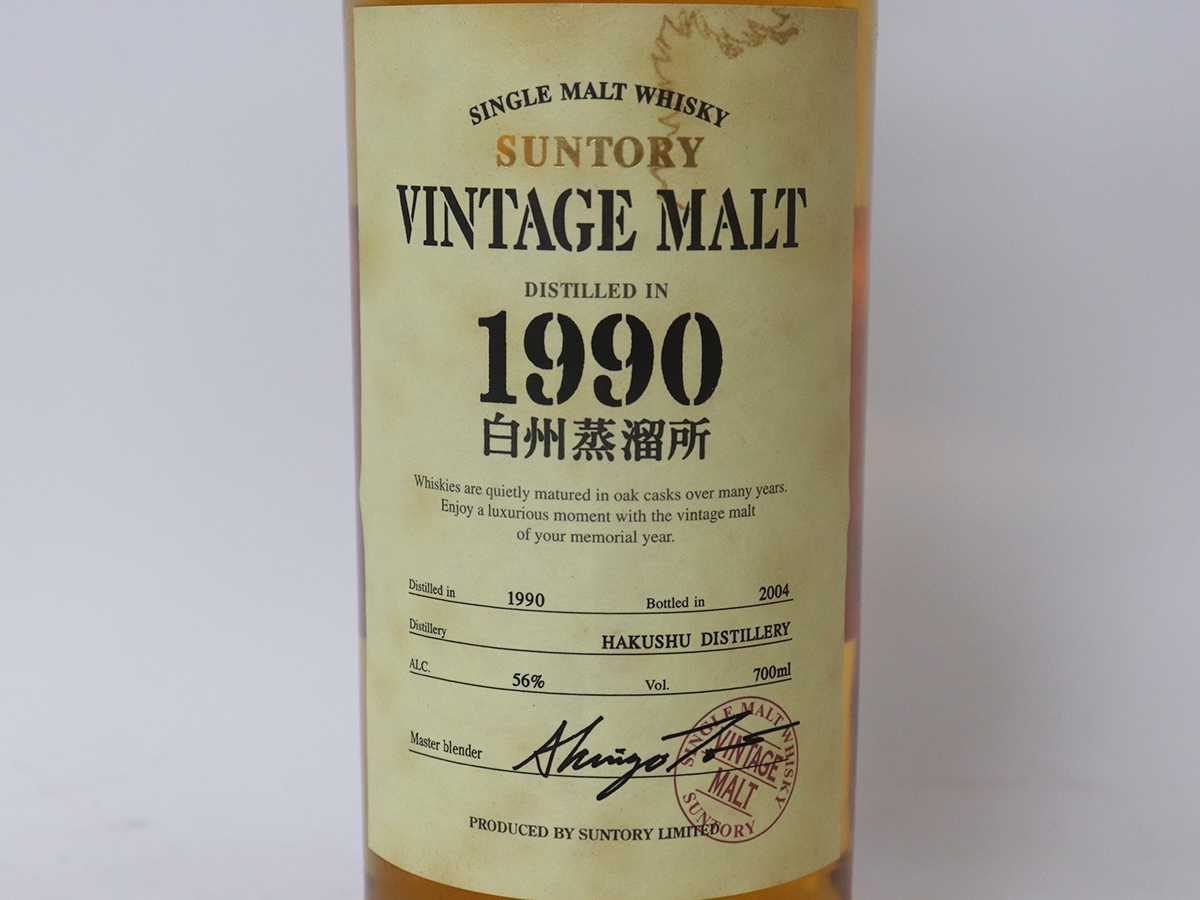 SINGLE MALT WHISKY
SUNTORY
VINTAGE MALT
DISTILLED IN
1990
白州蒸溜所
Whiskies are quietly matured in oak casks over many years.
Enjoy a luxurious moment with the vintage malt
of your memorial year.
Distilled in 1990 Bottled in 2004
Distillery HAKUSHU DISTILLERY
ALC. 56% Vol. 700ml
Master blender
SINGLE MALT WHISKY
VINTAGE
MALT
SUNTORY
PRODUCED BY SUNTORY LIMITED